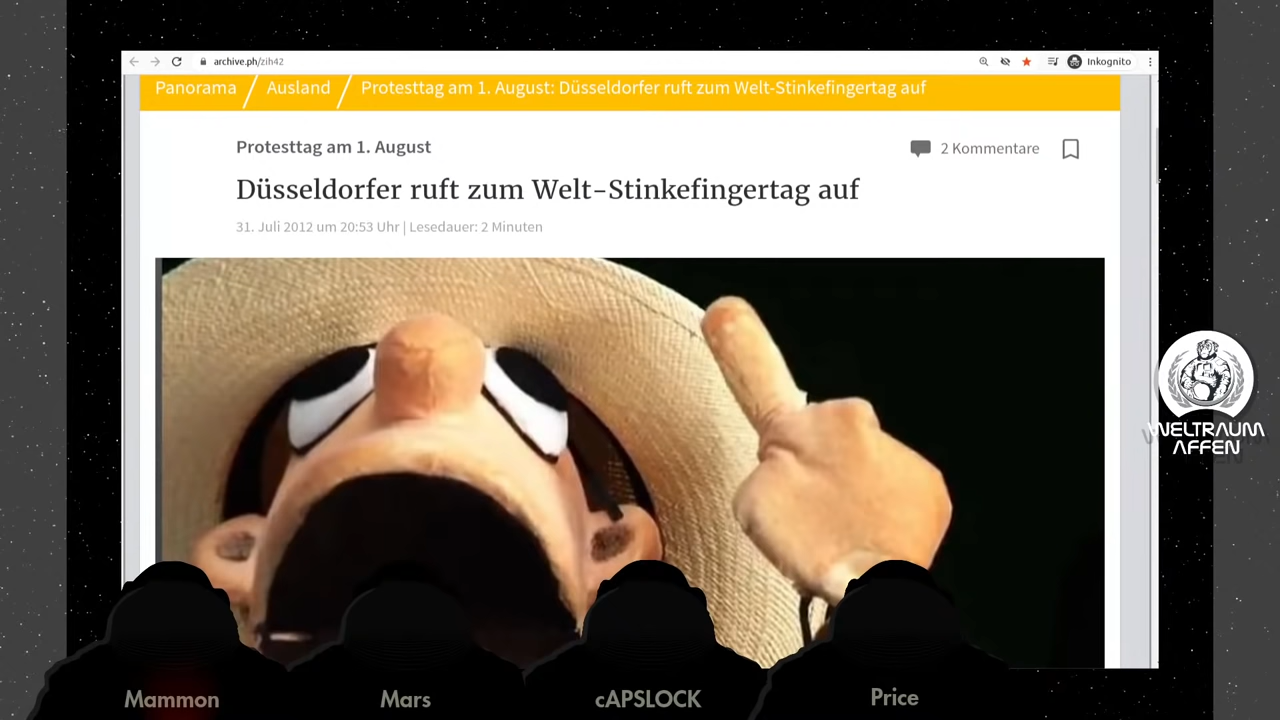 archive.ph/zih42
Inkognito
Panorama / Ausland / Protesttag am 1. August: Düsseldorfer ruft zum Welt-Stinkefingertag auf
Protesttag am 1. August
2 Kommentare
Düsseldorfer ruft zum Welt-Stinkefingertag auf
31. Juli 2012 um 20:53 Uhr | Lesedauer: 2 Minuten
WELTRAUM
AFFEN
Mammon
Mars
cAPSLOCK
Price